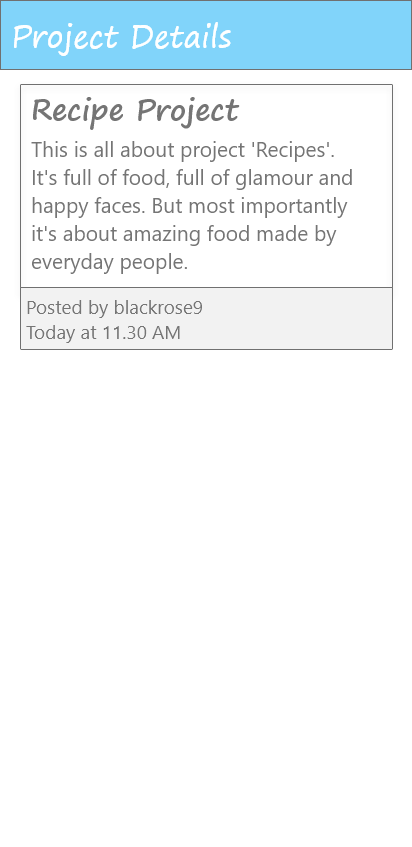 Project Details
Recipe Project
This is all about project 'Recipes'.
It's full of food, full of glamour and
happy faces. But most importantly
it's about amazing food made by
everyday people.
Posted by blackrose9
Today at 11.30 AM